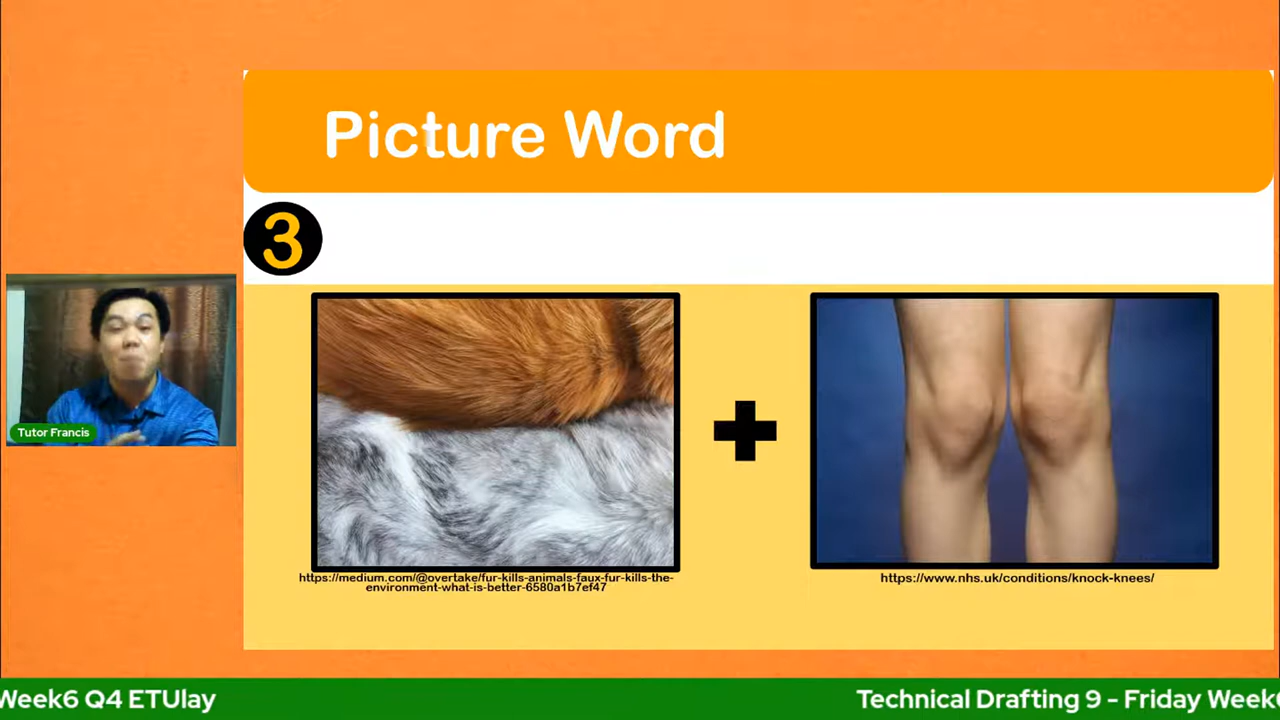 Picture Word
3
Tutor Francis
https://medium.com/@overtake/fur-kills-animals-faux-fur-kills-the-
environment-what-is-better-6580a1b7ef47
https://www.nhs.uk/conditions/knock-knees/
Week6 Q4 ETUlay
Technical Drafting 9 - Friday Week6